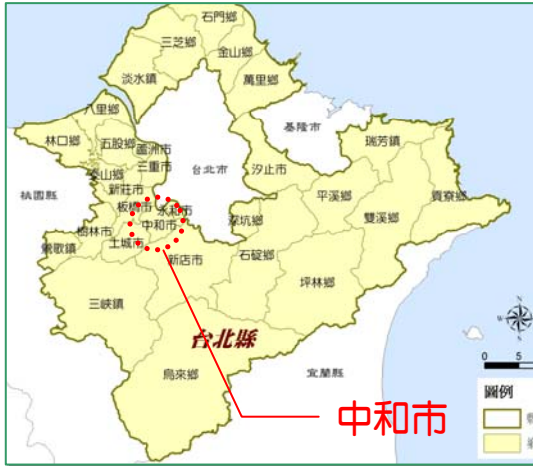 石門鄉
三芝鄉
金山鄉
淡水鎮
萬里鄉
八里鄉
基隆市
林口鄉
五股鄉
蘆洲市
瑞芳鎮
三重市
台北市
汐止市
泰山鄉
桃園縣
新莊市
平溪鄉
貢寮鄉
板橋市
永和市
深坑鄉
雙溪鄉
中和市
樹林市
土城市
石碇鄉
鶯歌鎮
新店市
坪林鄉
三峽鎮
台北縣
烏來鄉
宜蘭縣
N
W
E
S
0 5
圖例
中和市